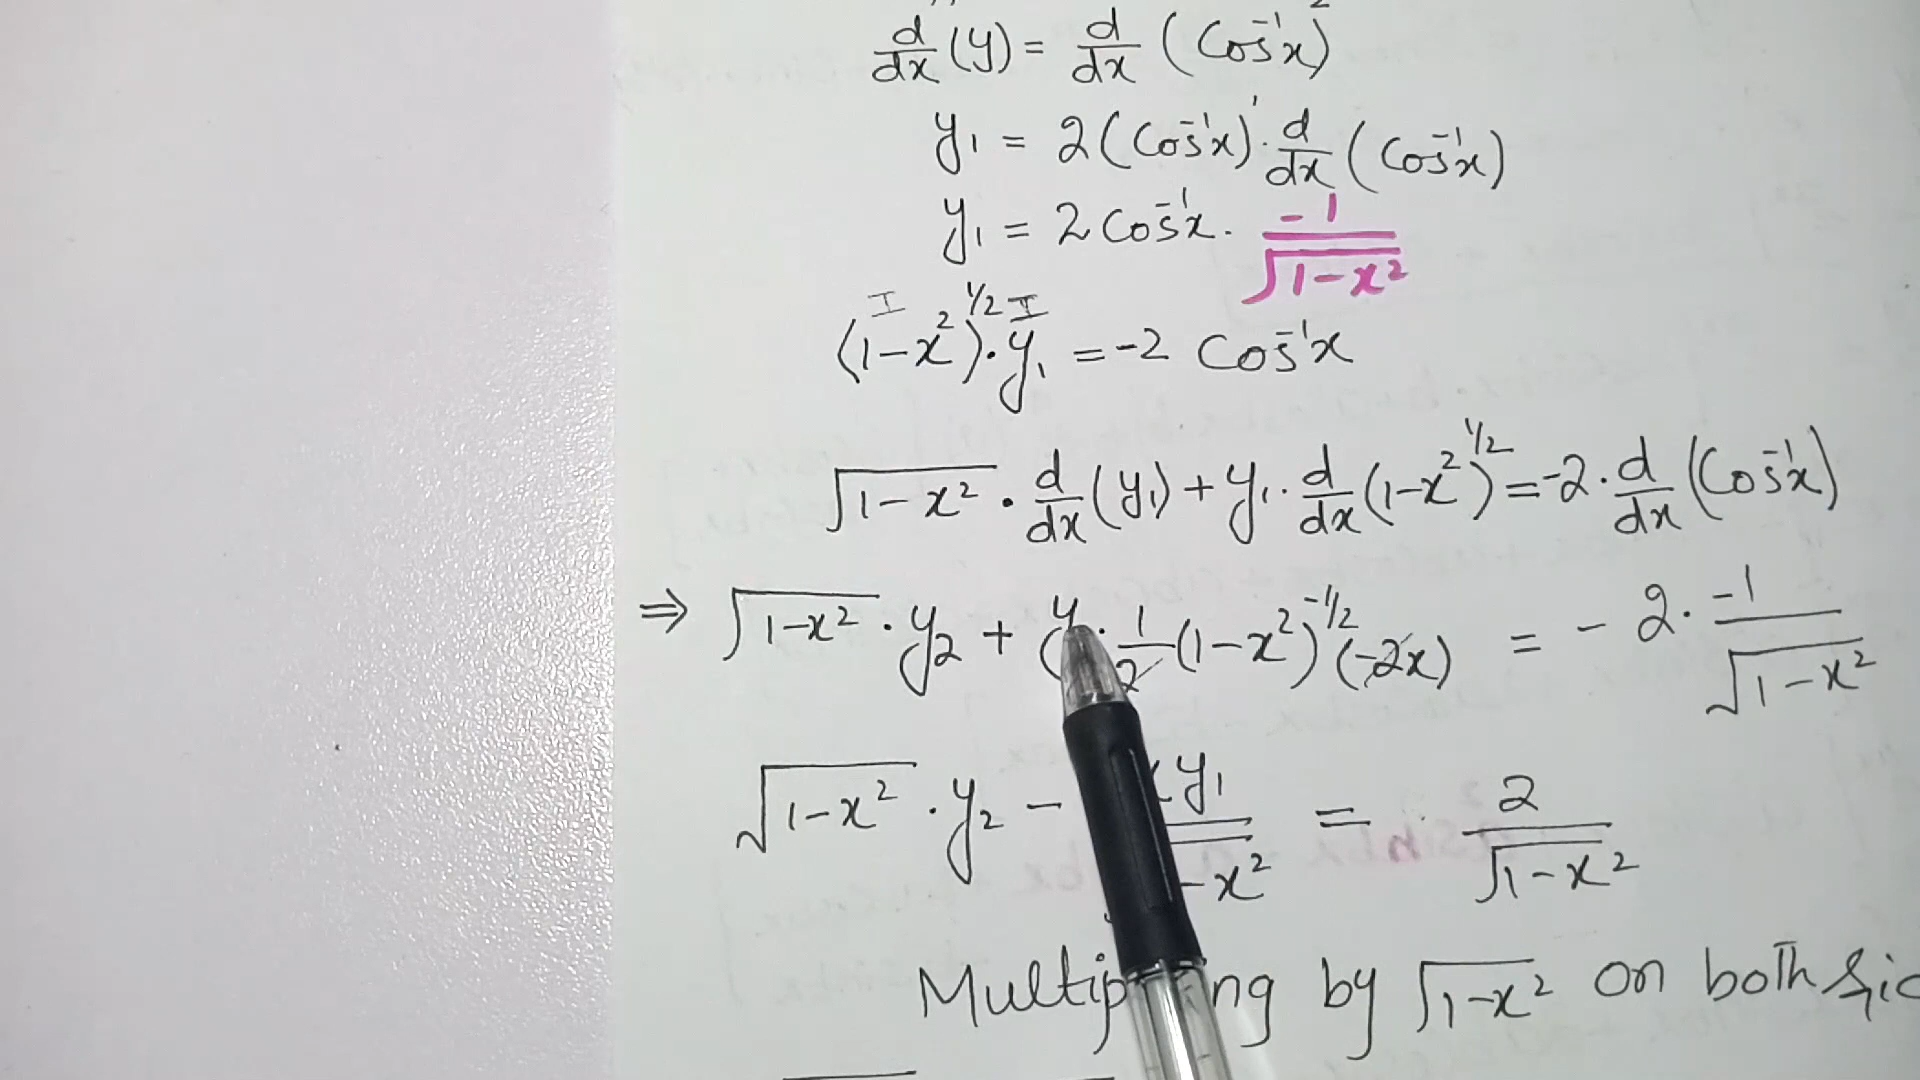 d/dx (y) = d/dx (Cos⁻¹x)²
y₁ = 2(Cos⁻¹x)¹ · d/dx (Cos⁻¹x)
y₁ = 2 Cos⁻¹x · -1/√(1-x²)
I I
(1-x²)^1/2 · y₁ = -2 Cos⁻¹x
√(1-x²) · d/dx (y₁) + y₁ · d/dx (1-x²)^1/2 = -2 · d/dx (Cos⁻¹x)
⇒ √(1-x²) · y₂ + y · 1/2 (1-x²)^-1/2 (-2x) = -2 · -1/√(1-x²)
√(1-x²) · y₂ - y₁/-x² = 2/√(1-x²)
by √(1-x²) on both